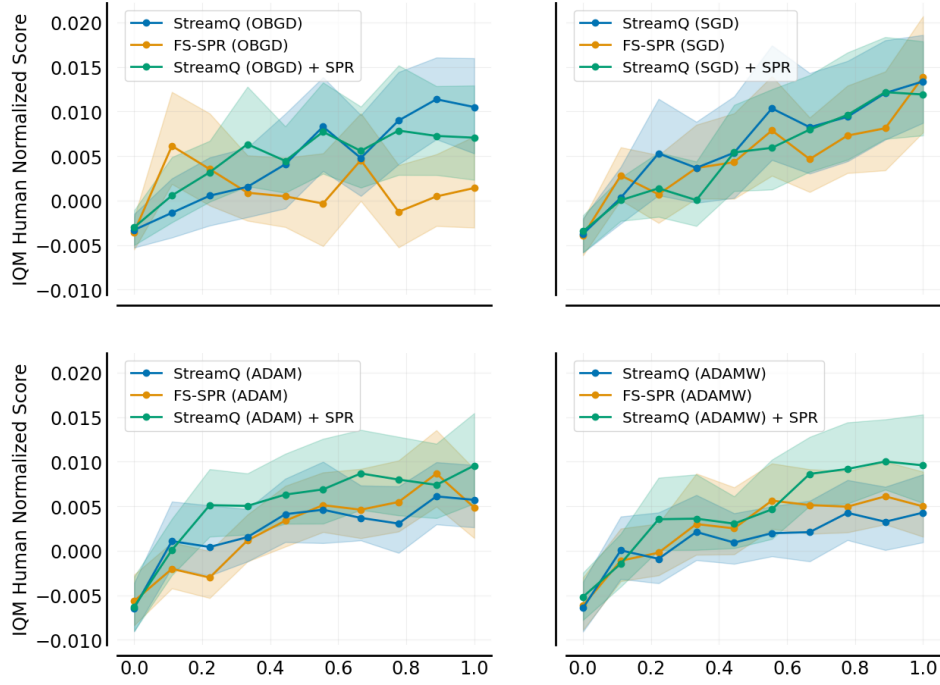 IQM Human Normalized Score
0.020
0.015
0.010
0.005
0.000
−0.005
−0.010
StreamQ (OBGD)
FS-SPR (OBGD)
StreamQ (OBGD) + SPR
StreamQ (SGD)
FS-SPR (SGD)
StreamQ (SGD) + SPR
IQM Human Normalized Score
0.020
0.015
0.010
0.005
0.000
−0.005
−0.010
StreamQ (ADAM)
FS-SPR (ADAM)
StreamQ (ADAM) + SPR
0.0 0.2 0.4 0.6 0.8 1.0
StreamQ (ADAMW)
FS-SPR (ADAMW)
StreamQ (ADAMW) + SPR
0.0 0.2 0.4 0.6 0.8 1.0